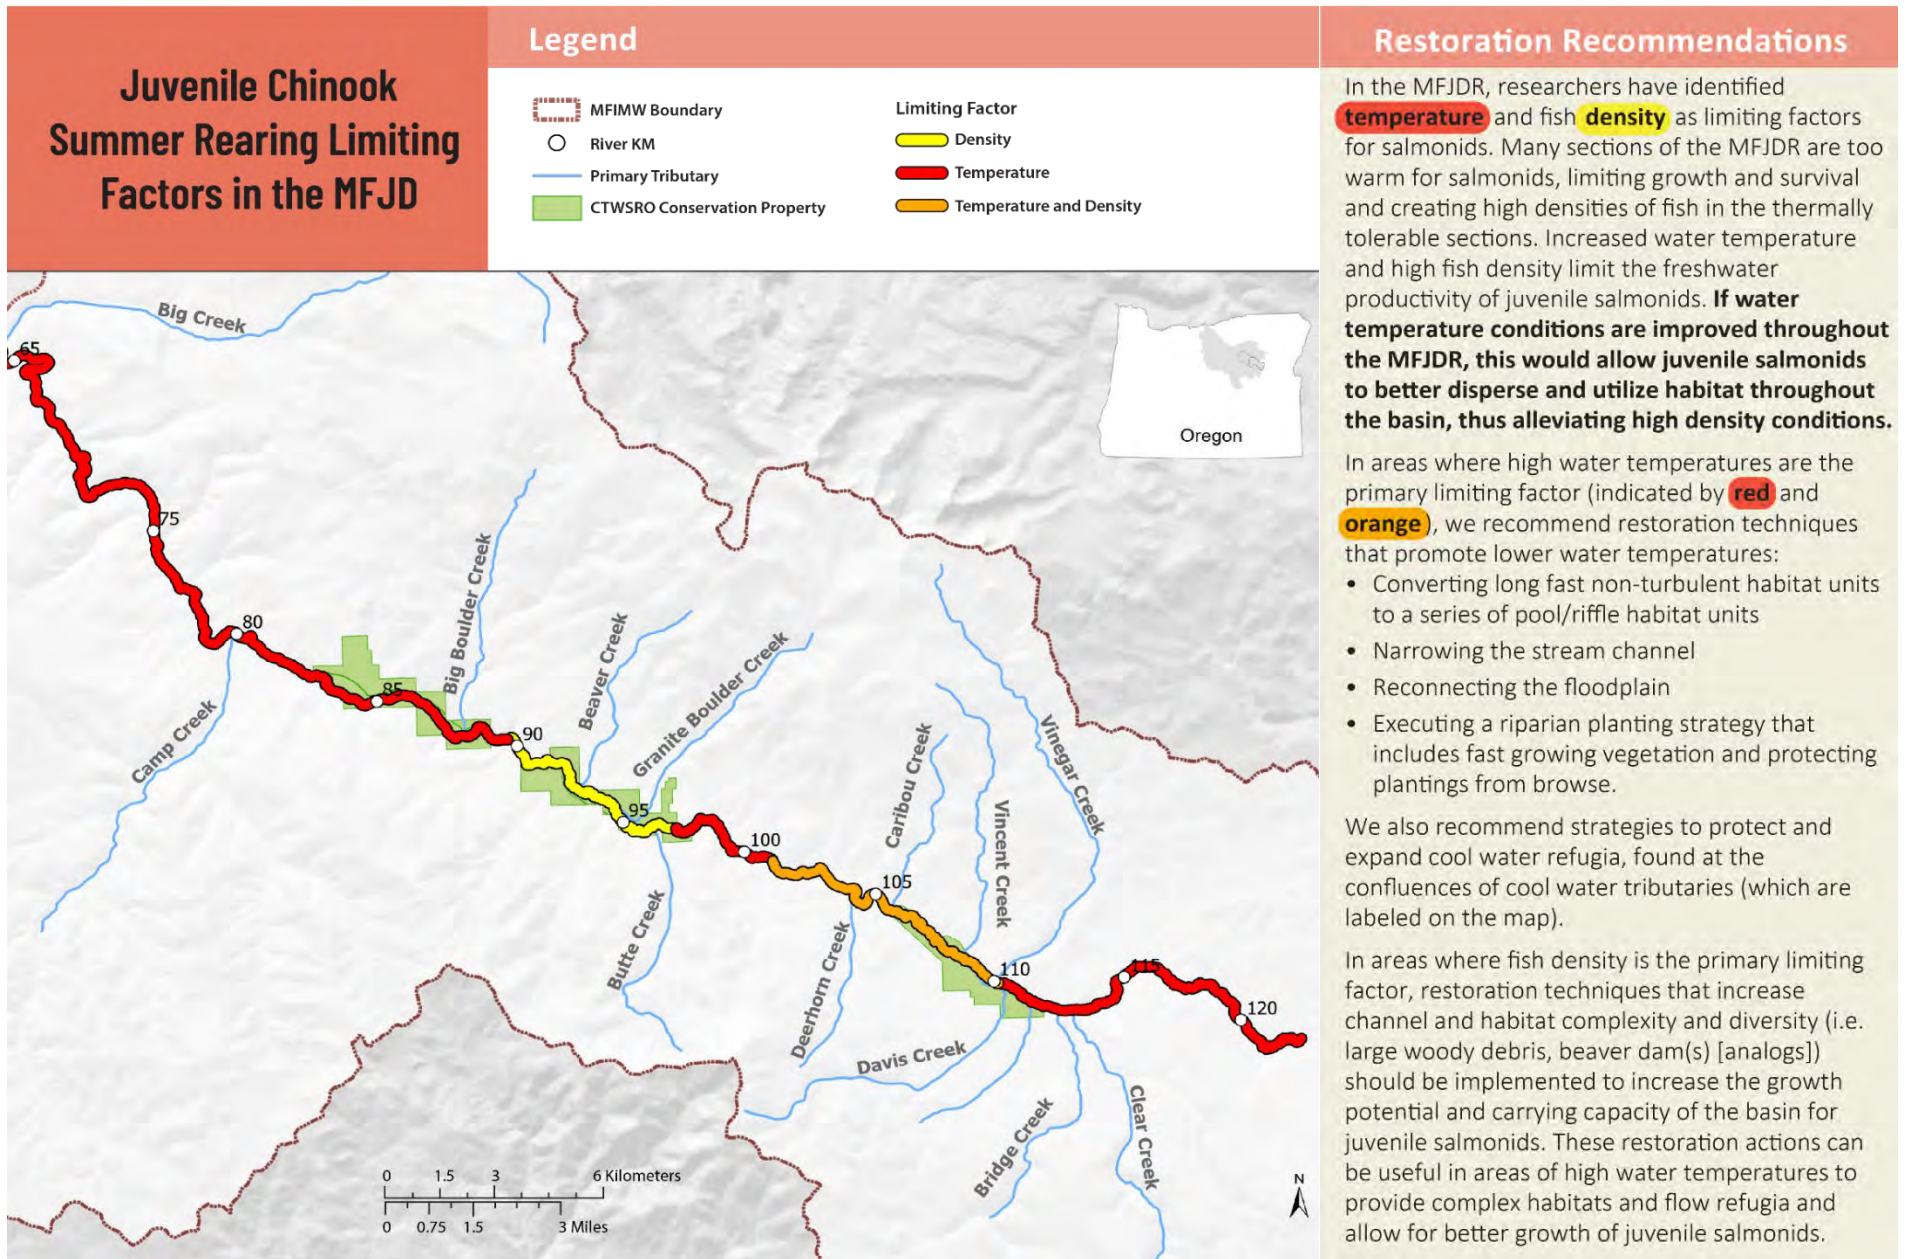 Juvenile Chinook
Summer Rearing Limiting
Factors in the MFJD
Legend
MFIMW Boundary
River KM
Primary Tributary
CTWSRO Conservation Property
Limiting Factor
Density
Temperature
Temperature and Density
Big Creek
65
75
80
85
90
95
100
105
110
115
120
Camp Creek
Big Boulder Creek
Beaver Creek
Granite Boulder Creek
Butte Creek
Caribou Creek
Vincent Creek
Vinegar Creek
Deerhorn Creek
Davis Creek
Bridge Creek
Clear Creek
Oregon
0 1.5 3 6 Kilometers
0 0.75 1.5 3 Miles
N
Restoration Recommendations
In the MFJDR, researchers have identified
temperature and fish density as limiting factors
for salmonids. Many sections of the MFJDR are too
warm for salmonids, limiting growth and survival
and creating high densities of fish in the thermally
tolerable sections. Increased water temperature
and high fish density limit the freshwater
productivity of juvenile salmonids. If water
temperature conditions are improved throughout
the MFJDR, this would allow juvenile salmonids
to better disperse and utilize habitat throughout
the basin, thus alleviating high density conditions.
In areas where high water temperatures are the
primary limiting factor (indicated by red and
orange), we recommend restoration techniques
that promote lower water temperatures:
• Converting long fast non-turbulent habitat units
to a series of pool/riffle habitat units
• Narrowing the stream channel
• Reconnecting the floodplain
• Executing a riparian planting strategy that
includes fast growing vegetation and protecting
plantings from browse.
We also recommend strategies to protect and
expand cool water refugia, found at the
confluences of cool water tributaries (which are
labeled on the map).
In areas where fish density is the primary limiting
factor, restoration techniques that increase
channel and habitat complexity and diversity (i.e.
large woody debris, beaver dam(s) [analogs])
should be implemented to increase the growth
potential and carrying capacity of the basin for
juvenile salmonids. These restoration actions can
be useful in areas of high water temperatures to
provide complex habitats and flow refugia and
allow for better growth of juvenile salmonids.